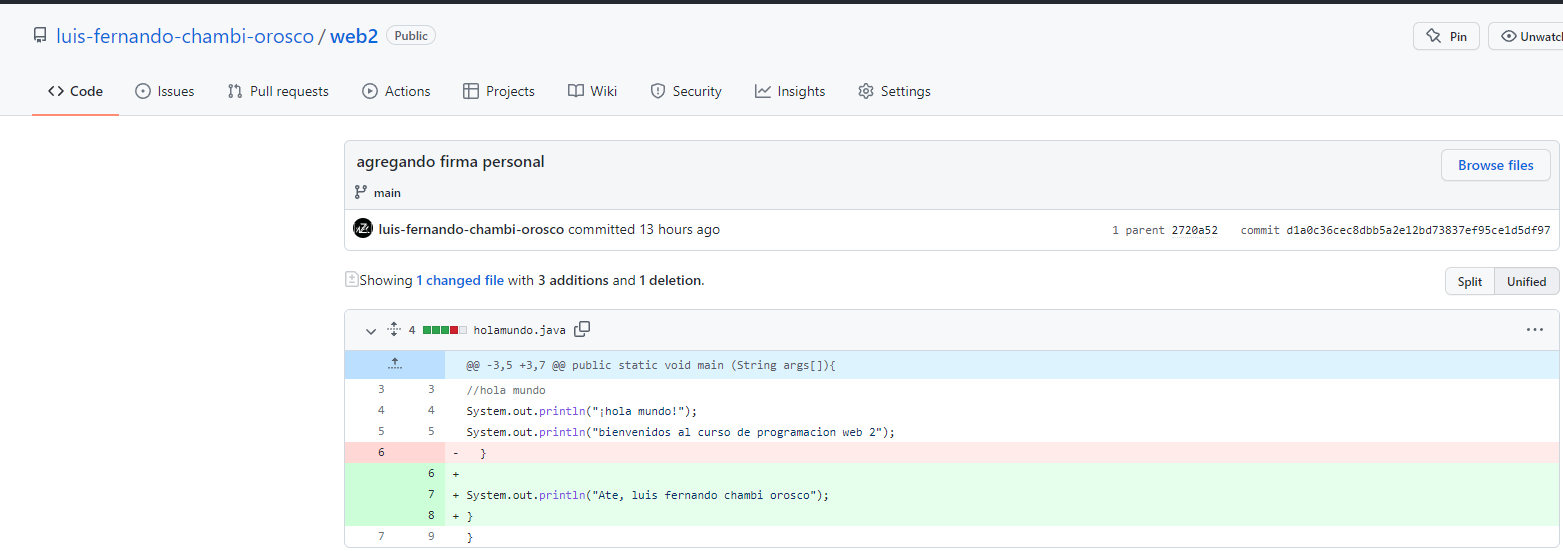 luis-fernando-chambi-orosco / web2 Public Pin Unwatch
Code Issues Pull requests Actions Projects Wiki Security Insights Settings
agregando firma personal Browse files
main
luis-fernando-chambi-orosco committed 13 hours ago 1 parent 2720a52 commit d1a0c36cec8dbb5a2e12bd73837ef95ce1d5df97
Showing 1 changed file with 3 additions and 1 deletion. Split Unified
4 holamundo.java
@@ -3,5 +3,7 @@ public static void main (String args[]){
3 3 //hola mundo
4 4 System.out.println("¡hola mundo!");
5 5 System.out.println("bienvenidos al curso de programacion web 2");
6 - }
6 +
7 + System.out.println("Ate, luis fernando chambi orosco");
8 + }
7 9 }